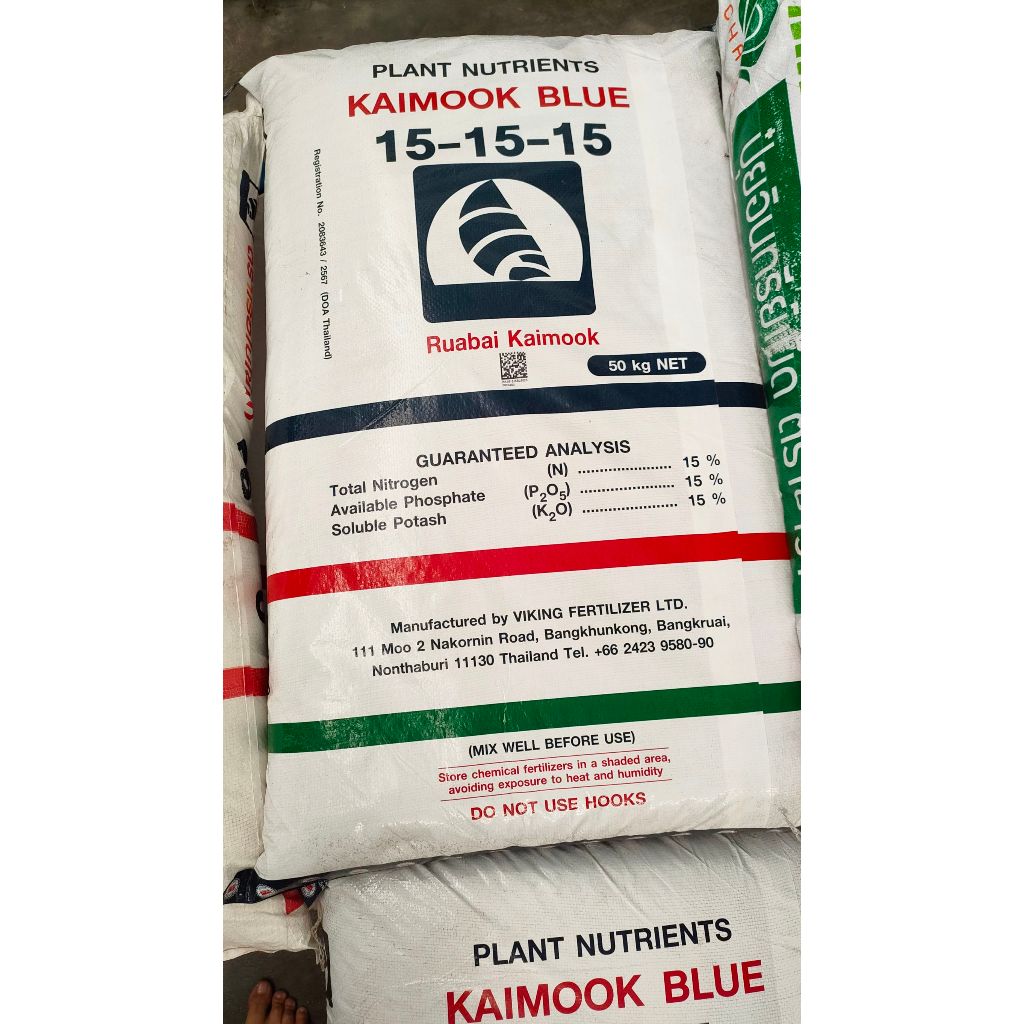 PLANT NUTRIENTS
KAIMOOK BLUE
15-15-15
Registration No. 2083643 / 2567 (DOA Thailand)
Ruabai Kaimook
50 kg NET
GUARANTEED ANALYSIS
Total Nitrogen (N) ...................... 15 %
Available Phosphate (P2O5) ...................... 15 %
Soluble Potash (K2O) ...................... 15 %
Manufactured by VIKING FERTILIZER LTD.
111 Moo 2 Nakornin Road, Bangkhunkong, Bangkruai,
Nonthaburi 11130 Thailand Tel. +66 2423 9580-90
(MIX WELL BEFORE USE)
Store chemical fertilizers in a shaded area,
avoiding exposure to heat and humidity
DO NOT USE HOOKS
PLANT NUTRIENTS
KAIMOOK BLUE